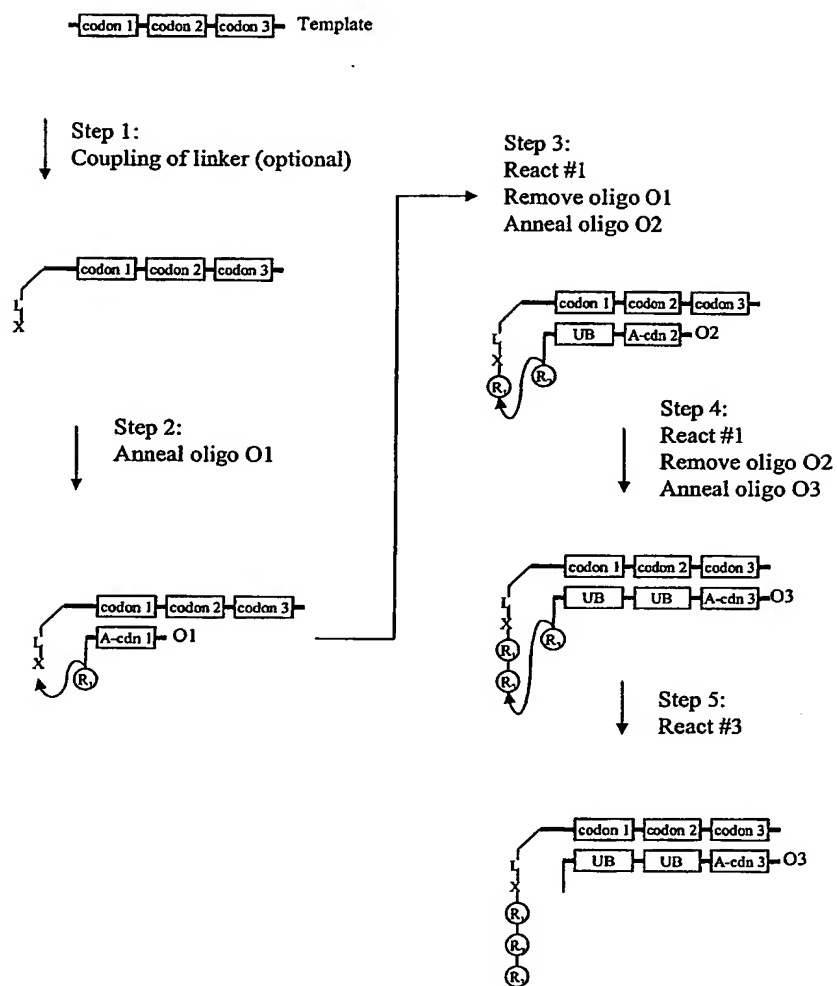 codon 1 codon 2 codon 3 Template
Step 1:
Coupling of linker (optional)
codon 1 codon 2 codon 3
L
X
Step 2:
Anneal oligo O1
codon 1 codon 2 codon 3
A-cdn 1 O1
L
X
R₁
Step 3:
React #1
Remove oligo O1
Anneal oligo O2
codon 1 codon 2 codon 3
UB A-cdn 2 O2
L
X
R₁ R₂
Step 4:
React #1
Remove oligo O2
Anneal oligo O3
codon 1 codon 2 codon 3
UB UB A-cdn 3 O3
L
X
R₁ R₃
R₂
Step 5:
React #3
codon 1 codon 2 codon 3
UB UB A-cdn 3 O3
L
X
R₁
R₂
R₃